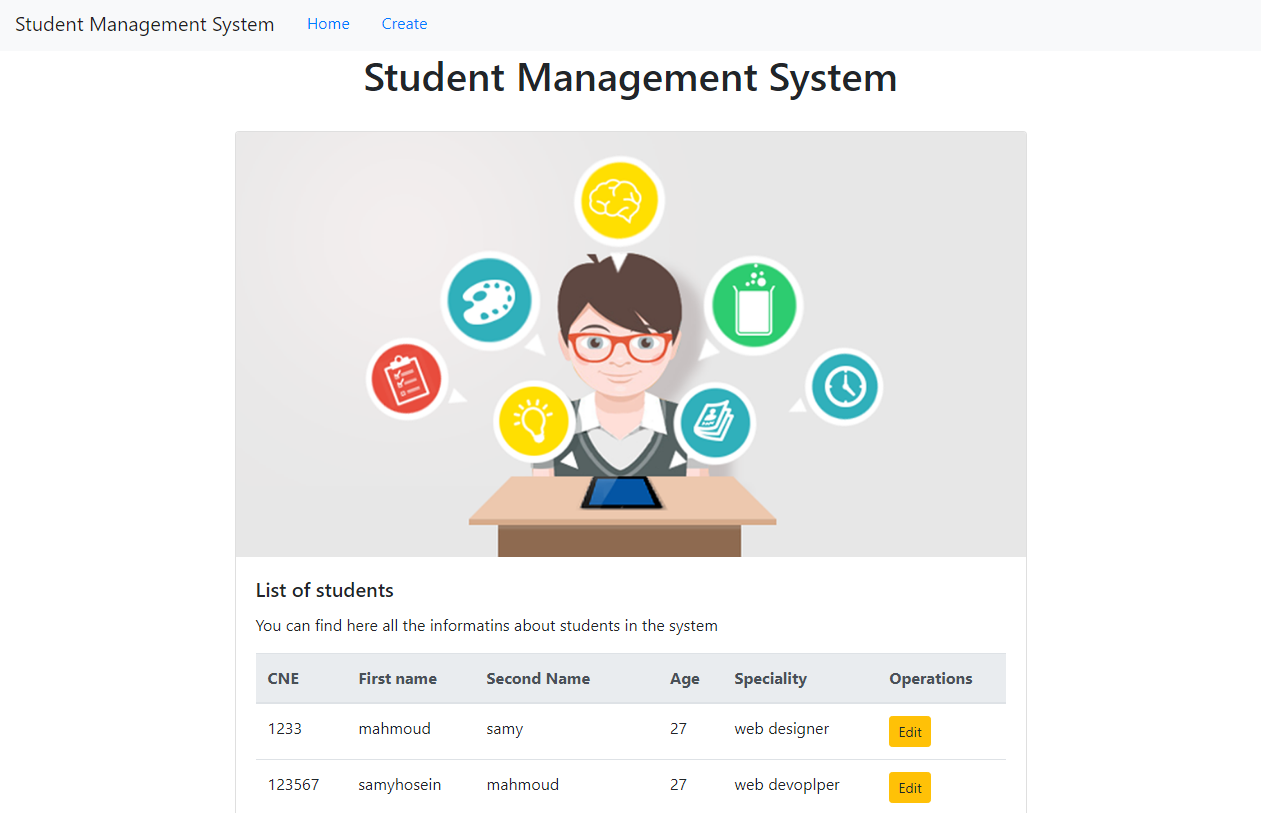 Student Management System Home Create
Student Management System
List of students
You can find here all the informatins about students in the system
CNE First name Second Name Age Speciality Operations
1233 mahmoud samy 27 web designer Edit
123567 samyhosein mahmoud 27 web devoplper Edit